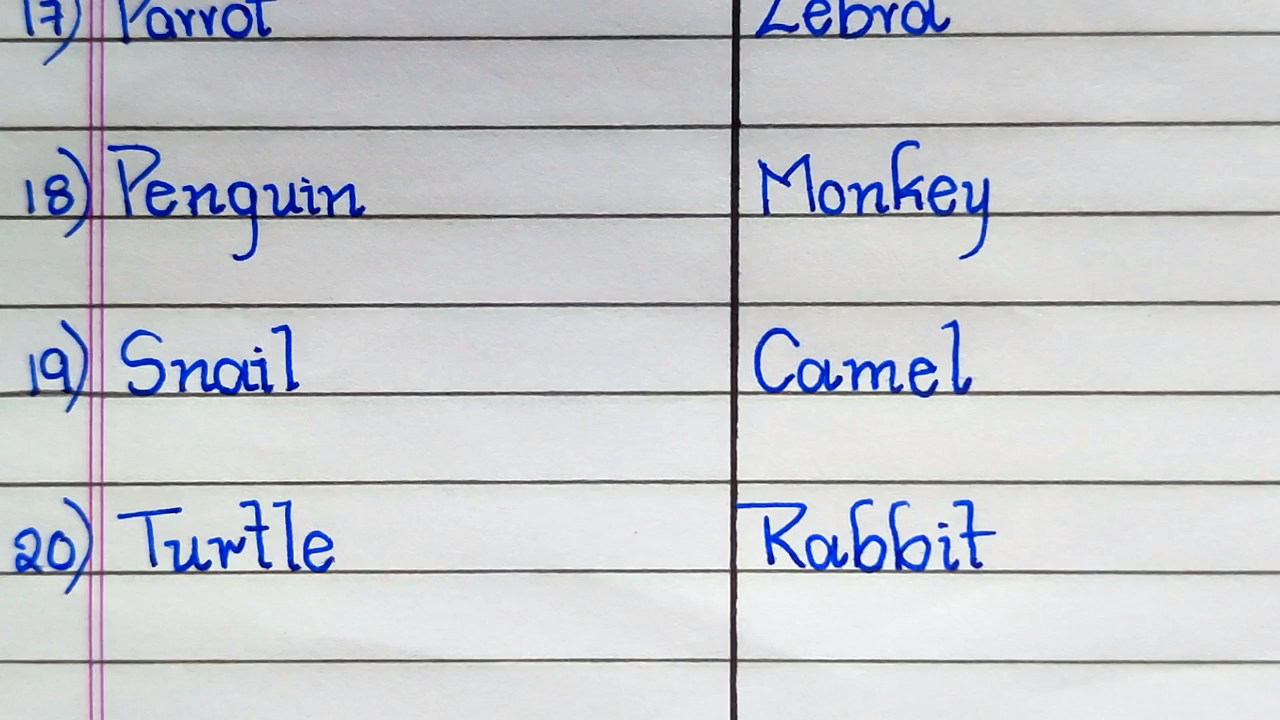 17) Parrot Zebra
18) Penguin Monkey
19) Snail Camel
20) Turtle Rabbit